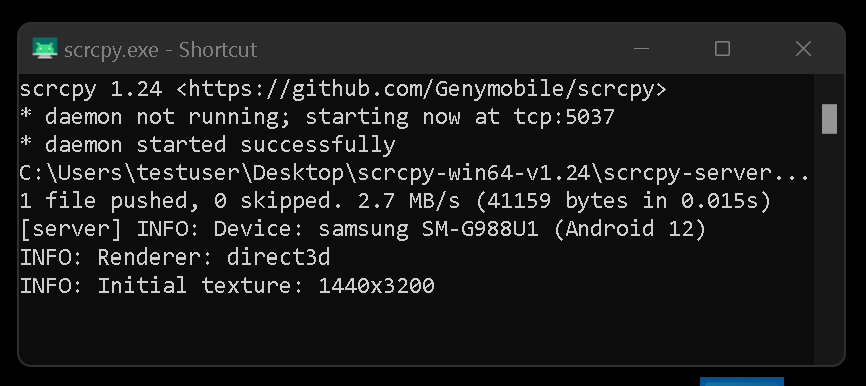 scrcpy.exe - Shortcut
scrcpy 1.24 <https://github.com/Genymobile/scrcpy>
* daemon not running; starting now at tcp:5037
* daemon started successfully
C:\Users\testuser\Desktop\scrcpy-win64-v1.24\scrcpy-server...
1 file pushed, 0 skipped. 2.7 MB/s (41159 bytes in 0.015s)
[server] INFO: Device: samsung SM-G988U1 (Android 12)
INFO: Renderer: direct3d
INFO: Initial texture: 1440x3200